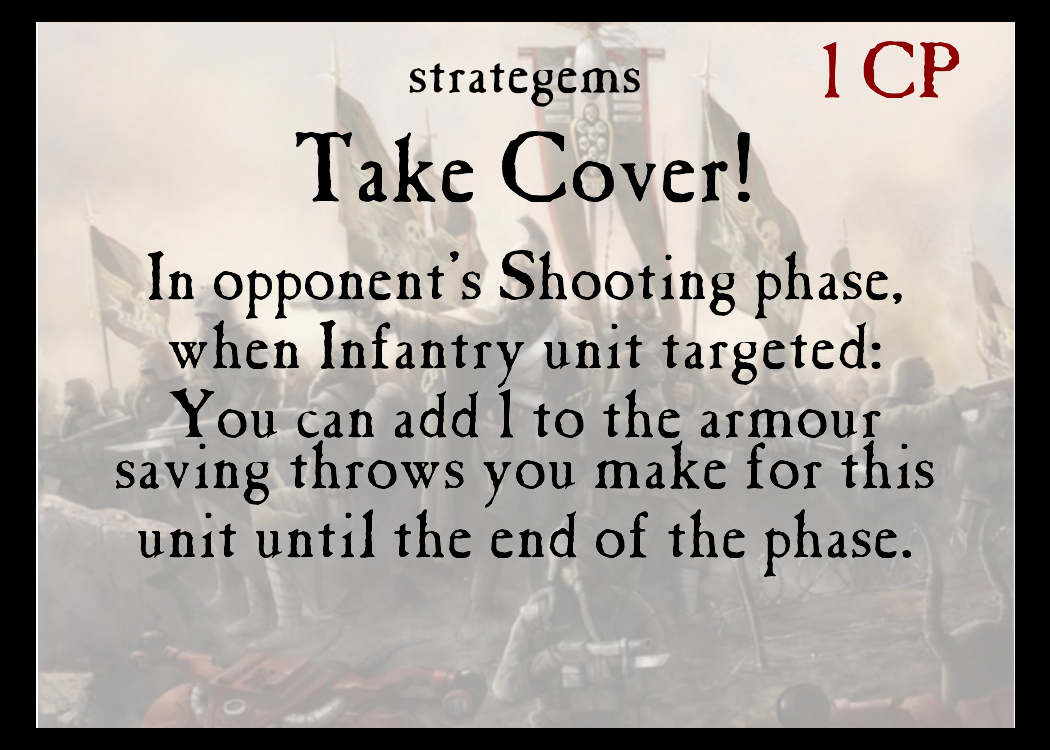 1 CP
strategems
Take Cover!
In opponent's Shooting phase,
when Infantry unit targeted:
You can add 1 to the armour
saving throws you make for this
unit until the end of the phase.